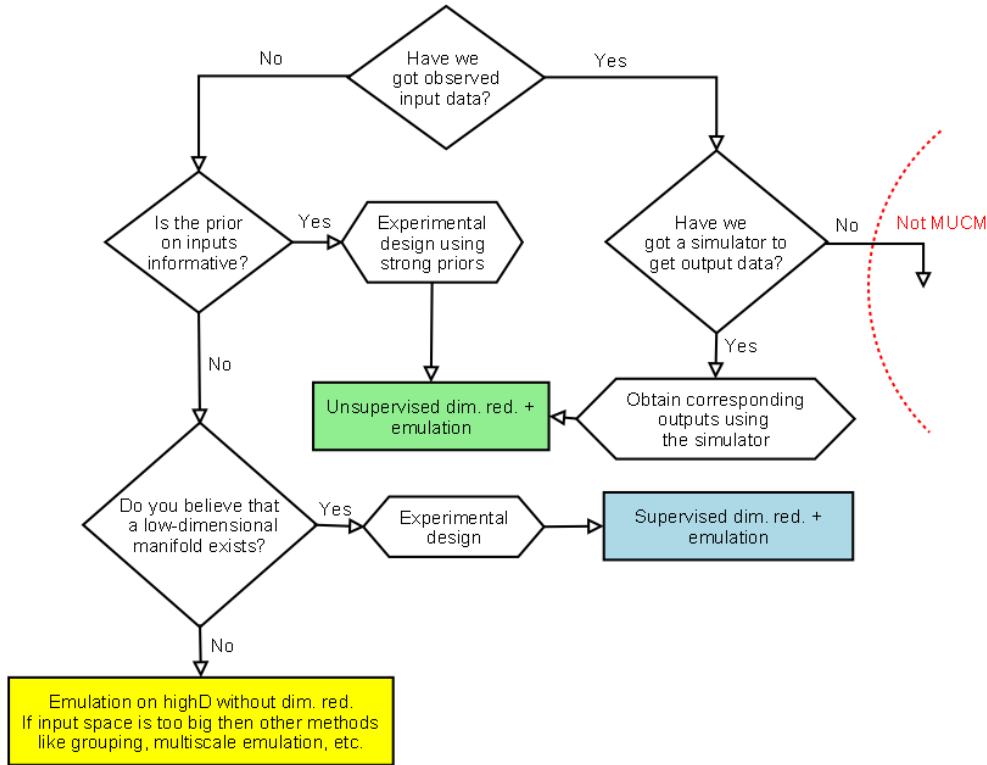 Have we
got observed
input data?
No
Yes
Is the prior
on inputs
informative?
Yes
Experimental
design using
strong priors
Have we
got a simulator to
get output data?
No
Not MUCM
Yes
No
Unsupervised dim. red. +
emulation
Obtain corresponding
outputs using
the simulator
Do you believe that
a low-dimensional
manifold exists?
Yes
Experimental
design
Supervised dim. red. +
emulation
No
Emulation on highD without dim. red.
If input space is too big then other methods
like grouping, multiscale emulation, etc.